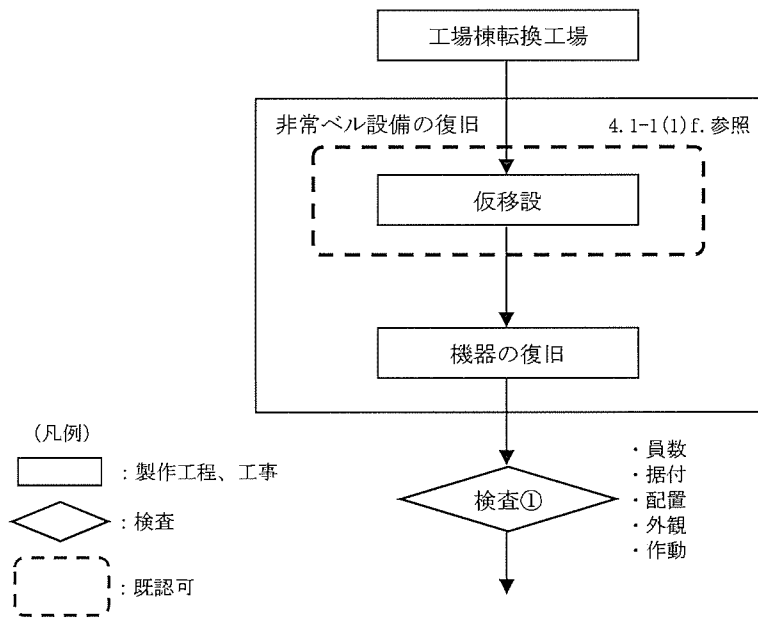 工場棟転換工場
非常ベル設備の復旧
4.1-1(1)f.参照
仮移設
機器の復旧
検査①
・員数
・据付
・配置
・外観
・作動
(凡例)
：製作工程、工事
：検査
：既認可